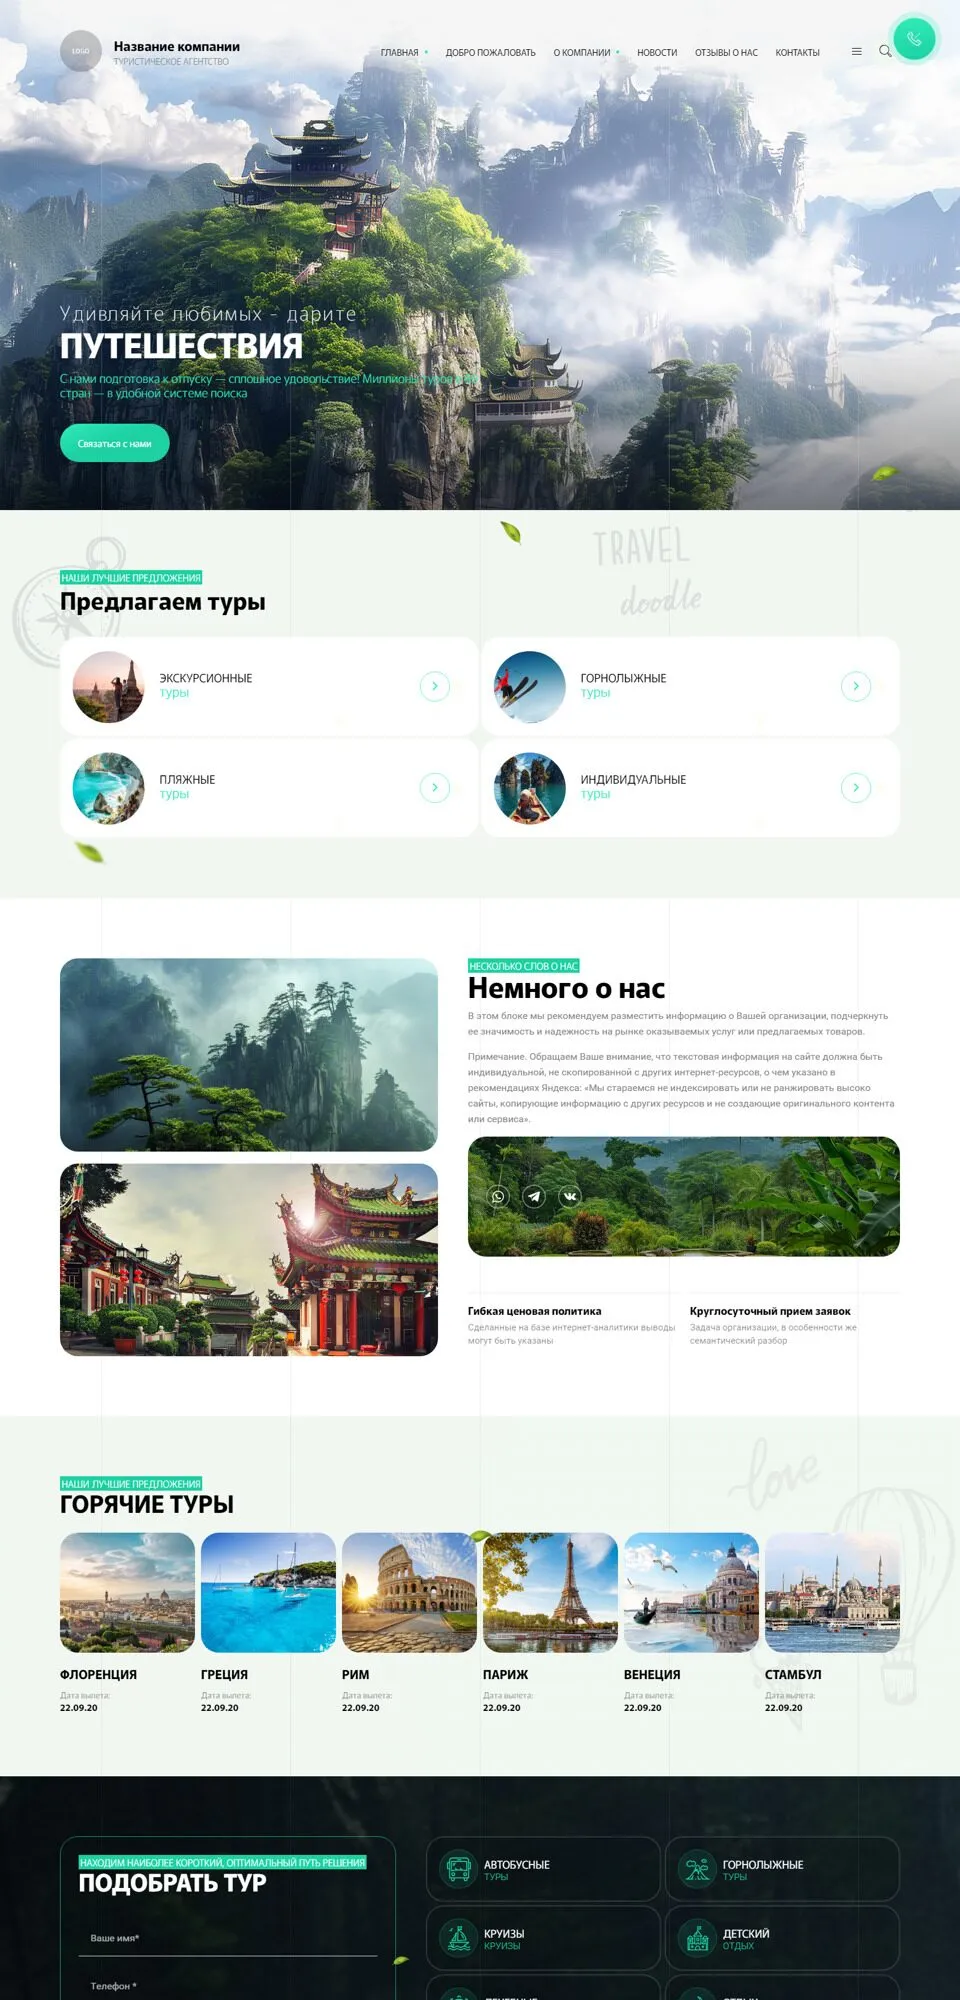 LOGO
Название компании
ТУРИСТИЧЕСКОЕ АГЕНТСТВО
ГЛАВНАЯ
ДОБРО ПОЖАЛОВАТЬ
О КОМПАНИИ
НОВОСТИ
ОТЗЫВЫ О НАС
КОНТАКТЫ
Удивляйте любимых - дарите
ПУТЕШЕСТВИЯ
С нами подготовка к отпуску — сплошное удовольствие! Миллионы туров
стран — в удобной системе поиска
Связаться с нами
TRAVEL
doodle
НАШИ ЛУЧШИЕ ПРЕДЛОЖЕНИЯ
Предлагаем туры
ЭКСКУРСИОННЫЕ
туры
ГОРНОЛЫЖНЫЕ
туры
ПЛЯЖНЫЕ
туры
ИНДИВИДУАЛЬНЫЕ
туры
НЕСКОЛЬКО СЛОВ О НАС
Немного о нас
В этом блоке мы рекомендуем разместить информацию о Вашей организации, подчеркнуть
ее значимость и надежность на рынке оказываемых услуг или предлагаемых товаров.
Примечание. Обращаем Ваше внимание, что текстовая информация на сайте должна быть
индивидуальной, не скопированной с других интернет-ресурсов, о чем указано в
рекомендациях Яндекса: «Мы стараемся не индексировать или не ранжировать высоко
сайты, копирующие информацию с других ресурсов и не создающие оригинального контента
или сервиса».
Гибкая ценовая политика
Сделанные на базе интернет-аналитики выводы
могут быть указаны
Круглосуточный прием заявок
Задача организации, в особенности же
семантический разбор
love
НАШИ ЛУЧШИЕ ПРЕДЛОЖЕНИЯ
ГОРЯЧИЕ ТУРЫ
ФЛОРЕНЦИЯ
Дата вылета:
22.09.20
ГРЕЦИЯ
Дата вылета:
22.09.20
РИМ
Дата вылета:
22.09.20
ПАРИЖ
Дата вылета:
22.09.20
ВЕНЕЦИЯ
Дата вылета:
22.09.20
СТАМБУЛ
Дата вылета:
22.09.20
НАХОДИМ НАИБОЛЕЕ КОРОТКИЙ, ОПТИМАЛЬНЫЙ ПУТЬ РЕШЕНИЯ
ПОДОБРАТЬ ТУР
Ваше имя*
Телефон *
АВТОБУСНЫЕ
ТУРЫ
ГОРНОЛЫЖНЫЕ
ТУРЫ
КРУИЗЫ
КРУИЗЫ
ДЕТСКИЙ
ОТДЫХ